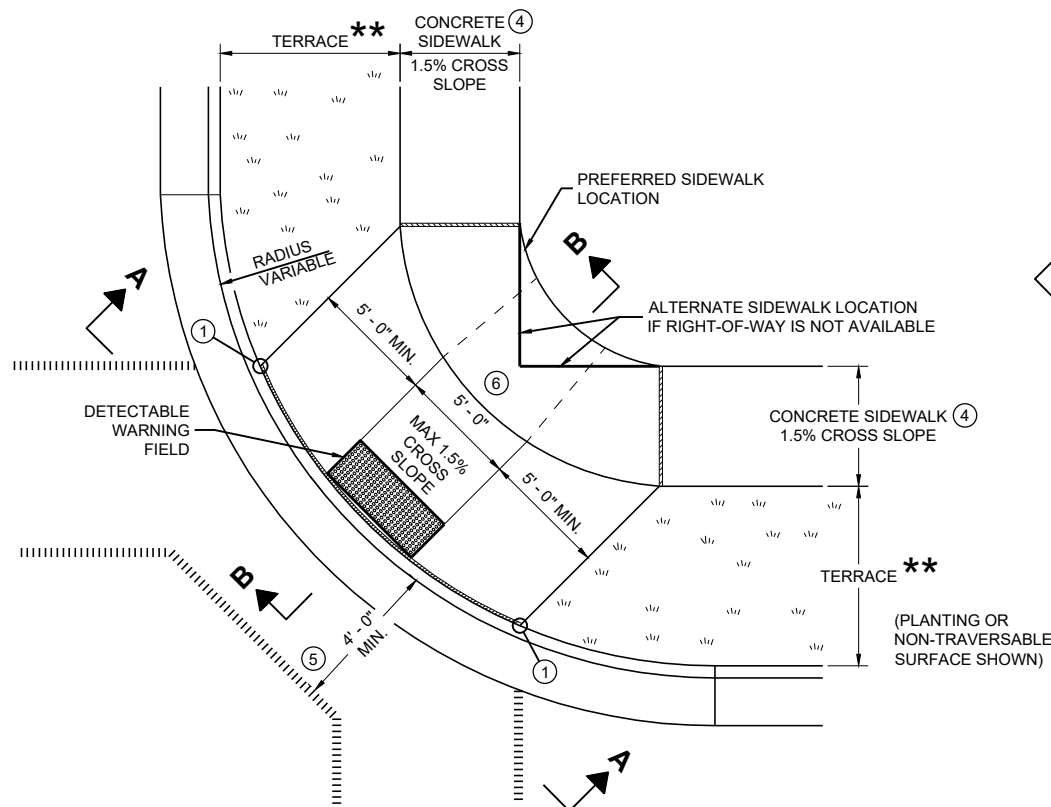 CONCRETE ④
TERRACE **
SIDEWALK
1.5% CROSS
SLOPE
PREFERRED SIDEWALK
LOCATION
B
RADIUS
VARIABLE
A
ALTERNATE SIDEWALK LOCATION
IF RIGHT-OF-WAY IS NOT AVAILABLE
①
5' - 0" MIN.
⑥
DETECTABLE
WARNING
FIELD
5' - 0"
MAX 1.5%
CROSS
SLOPE
5' - 0" MIN.
CONCRETE SIDEWALK ④
1.5% CROSS SLOPE
B
4' - 0"
MIN.
⑤
TERRACE **
(PLANTING OR
NON-TRAVERSABLE
SURFACE SHOWN)
①
A